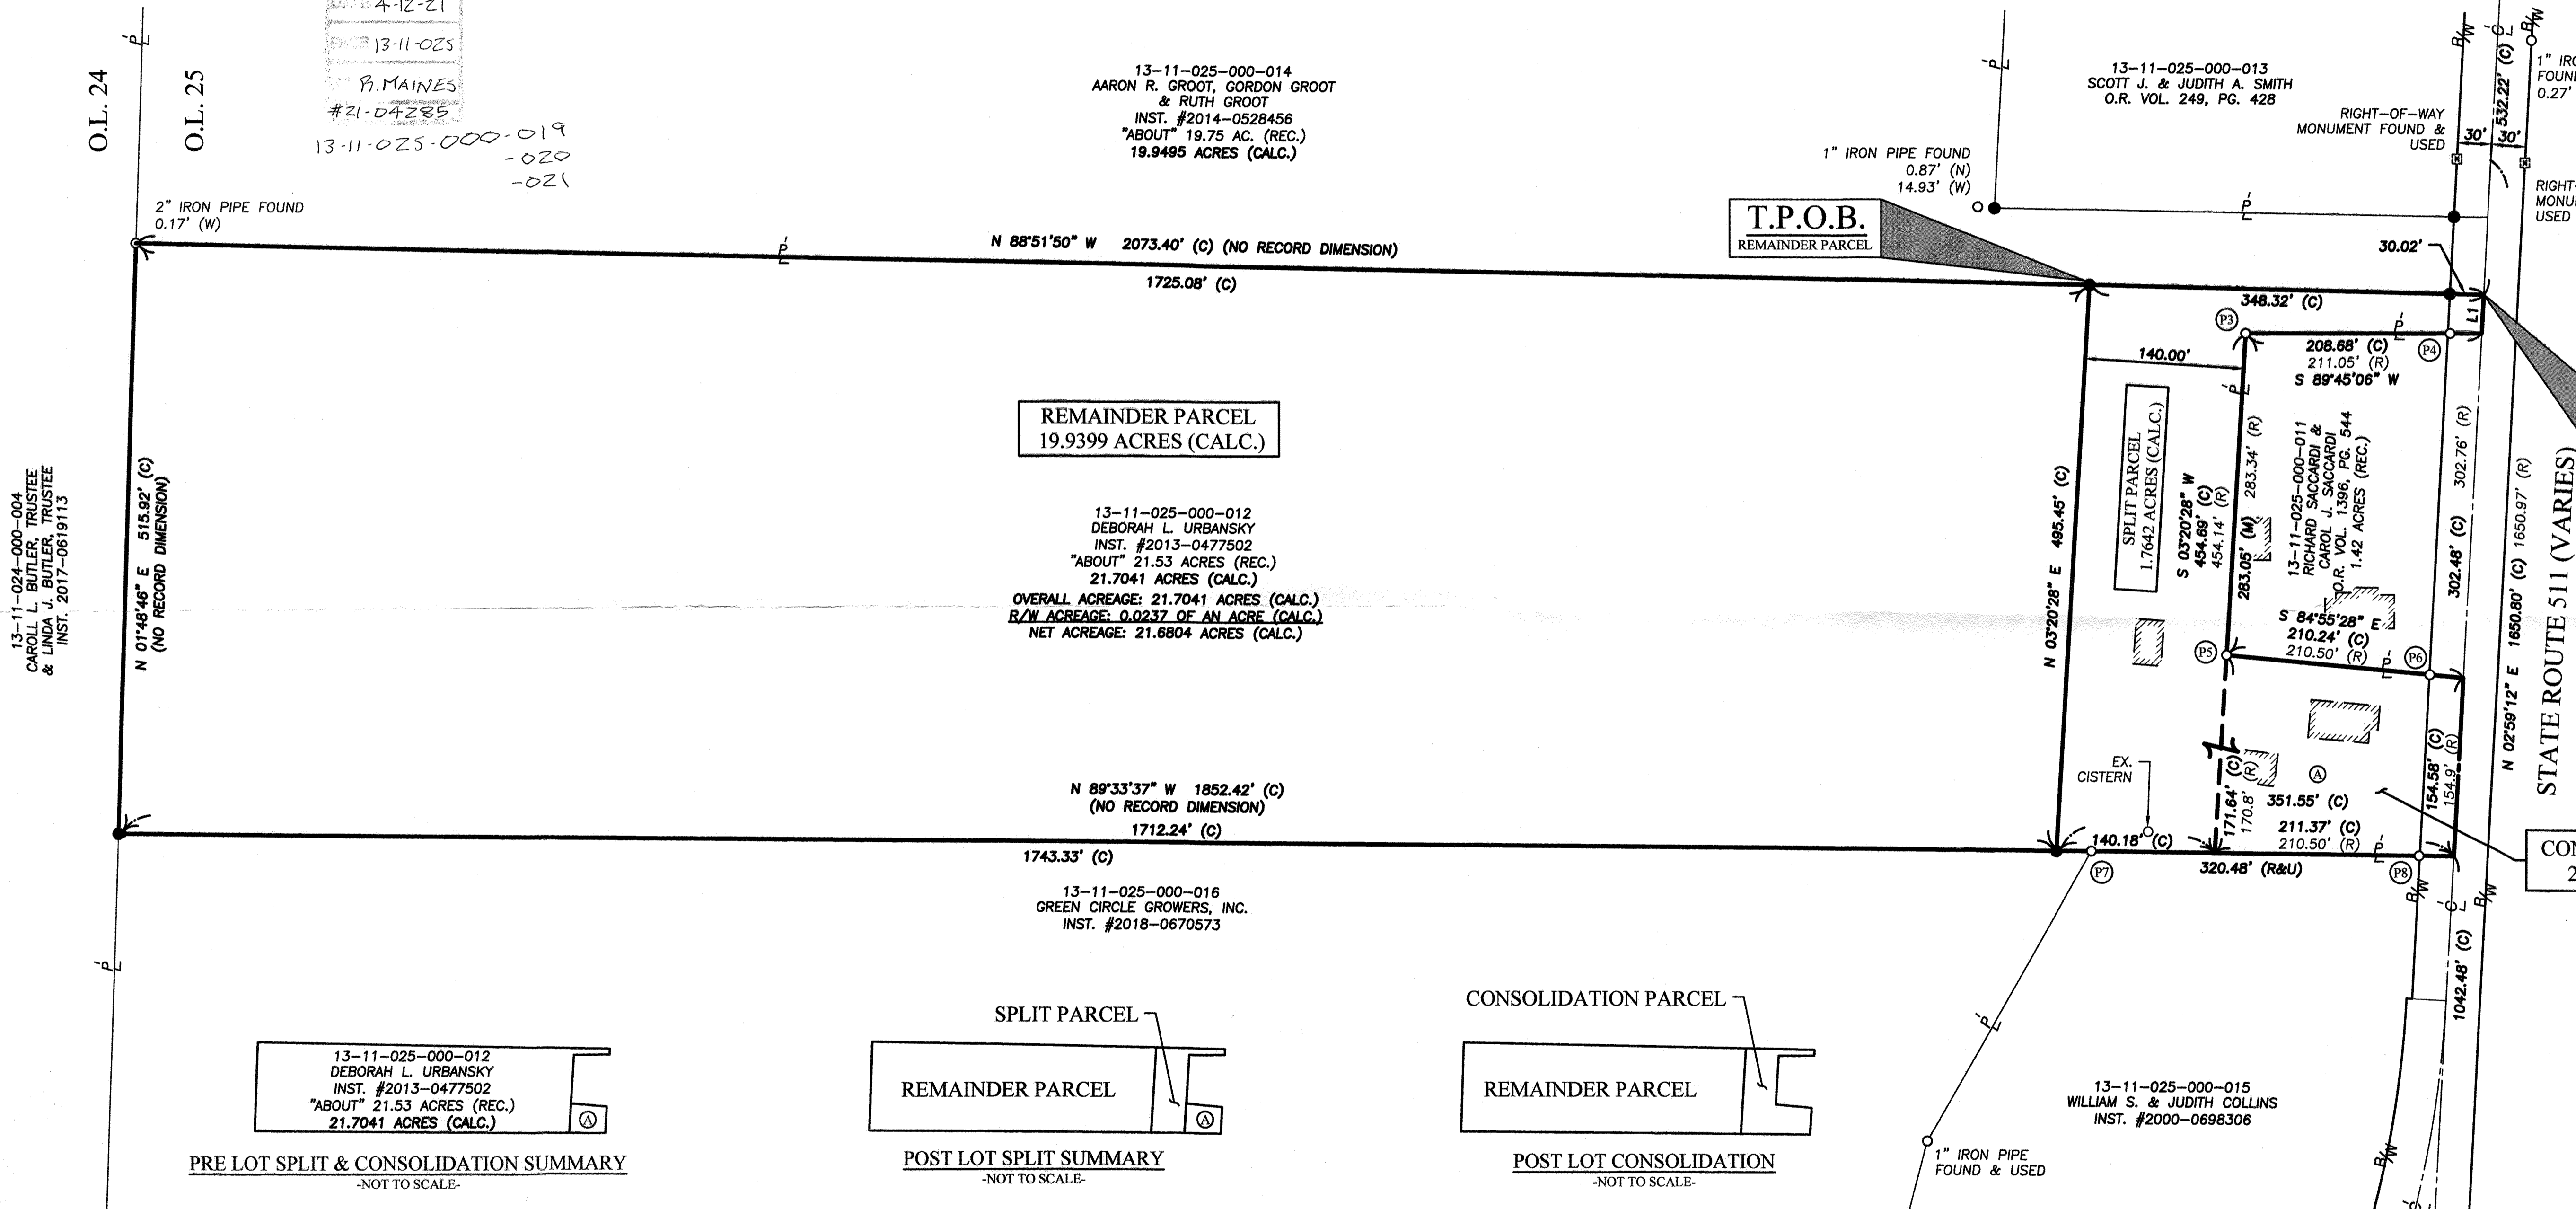 4-12-21
13-11-025
R. MAINES
#21-04285
13-11-025-000-019
-020
-021
O.L. 24
O.L. 25
2" IRON PIPE FOUND
0.17' (W)
13-11-025-000-014
AARON R. GROOT, GORDON GROOT
& RUTH GROOT
INST. #2014-0528456
"ABOUT" 19.75 AC. (REC.)
19.9495 ACRES (CALC.)
13-11-025-000-013
SCOTT J. & JUDITH A. SMITH
O.R. VOL. 249, PG. 428
RIGHT-OF-WAY
MONUMENT FOUND &
USED
30'
30'
532.22' (C)
R/W
C/L
R/W
1" IRO
FOUN
0.27'
RIGHT-
MONU
USED
1" IRON PIPE FOUND
0.87' (N)
14.93' (W)
T.P.O.B.
REMAINDER PARCEL
30.02'
N 88°51'50" W 2073.40' (C) (NO RECORD DIMENSION)
1725.08' (C)
348.32' (C)
L1
P3
P4
208.68' (C)
211.05' (R)
S 89°45'06" W
140.00'
REMAINDER PARCEL
19.9399 ACRES (CALC.)
13-11-025-000-012
DEBORAH L. URBANSKY
INST. #2013-0477502
"ABOUT" 21.53 ACRES (REC.)
21.7041 ACRES (CALC.)
OVERALL ACREAGE: 21.7041 ACRES (CALC.)
R/W ACREAGE: 0.0237 OF AN ACRE (CALC.)
NET ACREAGE: 21.6804 ACRES (CALC.)
13-11-024-000-004
CAROLL L. BUTLER, TRUSTEE
& LINDA J. BUTLER, TRUSTEE
INST. 2017-0619113
N 01°48'46" E 515.92' (C)
(NO RECORD DIMENSION)
N 03°20'28" E 495.45' (C)
SPLIT PARCEL
1.7642 ACRES (CALC.)
S 03°20'28" W
454.69' (C)
454.14' (R)
283.05' (M) 283.34' (R)
13-11-025-000-011
RICHARD SACCARDI &
CAROL J. SACCARDI
O.R. VOL. 1396, PG. 544
1.42 ACRES (REC.)
302.48' (C) 302.76' (R)
N 02°59'12" E 1650.80' (C) 1650.97' (R)
STATE ROUTE 511 (VARIES)
S 84°55'28" E
210.24' (C)
210.50' (R)
P5
P6
EX.
CISTERN
171.64' (C)
170.8' (R)
A
154.58' (C)
154.9' (R)
351.55' (C)
211.37' (C)
210.50' (R)
140.18' (C)
320.48' (R&U)
P7
P8
CON
2
N 89°33'37" W 1852.42' (C)
(NO RECORD DIMENSION)
1712.24' (C)
1743.33' (C)
13-11-025-000-016
GREEN CIRCLE GROWERS, INC.
INST. #2018-0670573
R/W
C/L
R/W
1042.48' (C)
13-11-025-000-012
DEBORAH L. URBANSKY
INST. #2013-0477502
"ABOUT" 21.53 ACRES (REC.)
21.7041 ACRES (CALC.)
A
PRE LOT SPLIT & CONSOLIDATION SUMMARY
-NOT TO SCALE-
SPLIT PARCEL
REMAINDER PARCEL
A
POST LOT SPLIT SUMMARY
-NOT TO SCALE-
CONSOLIDATION PARCEL
REMAINDER PARCEL
POST LOT CONSOLIDATION
-NOT TO SCALE-
1" IRON PIPE
FOUND & USED
13-11-025-000-015
WILLIAM S. & JUDITH COLLINS
INST. #2000-0698306
R/W